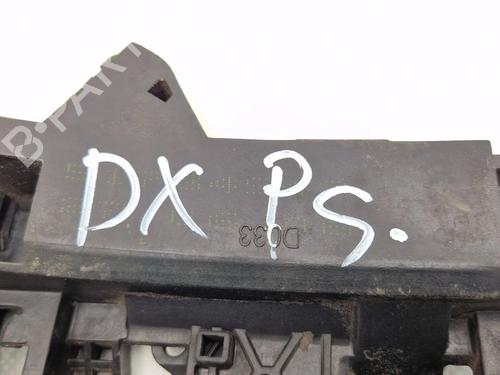 B-PART
DX PS.
D033